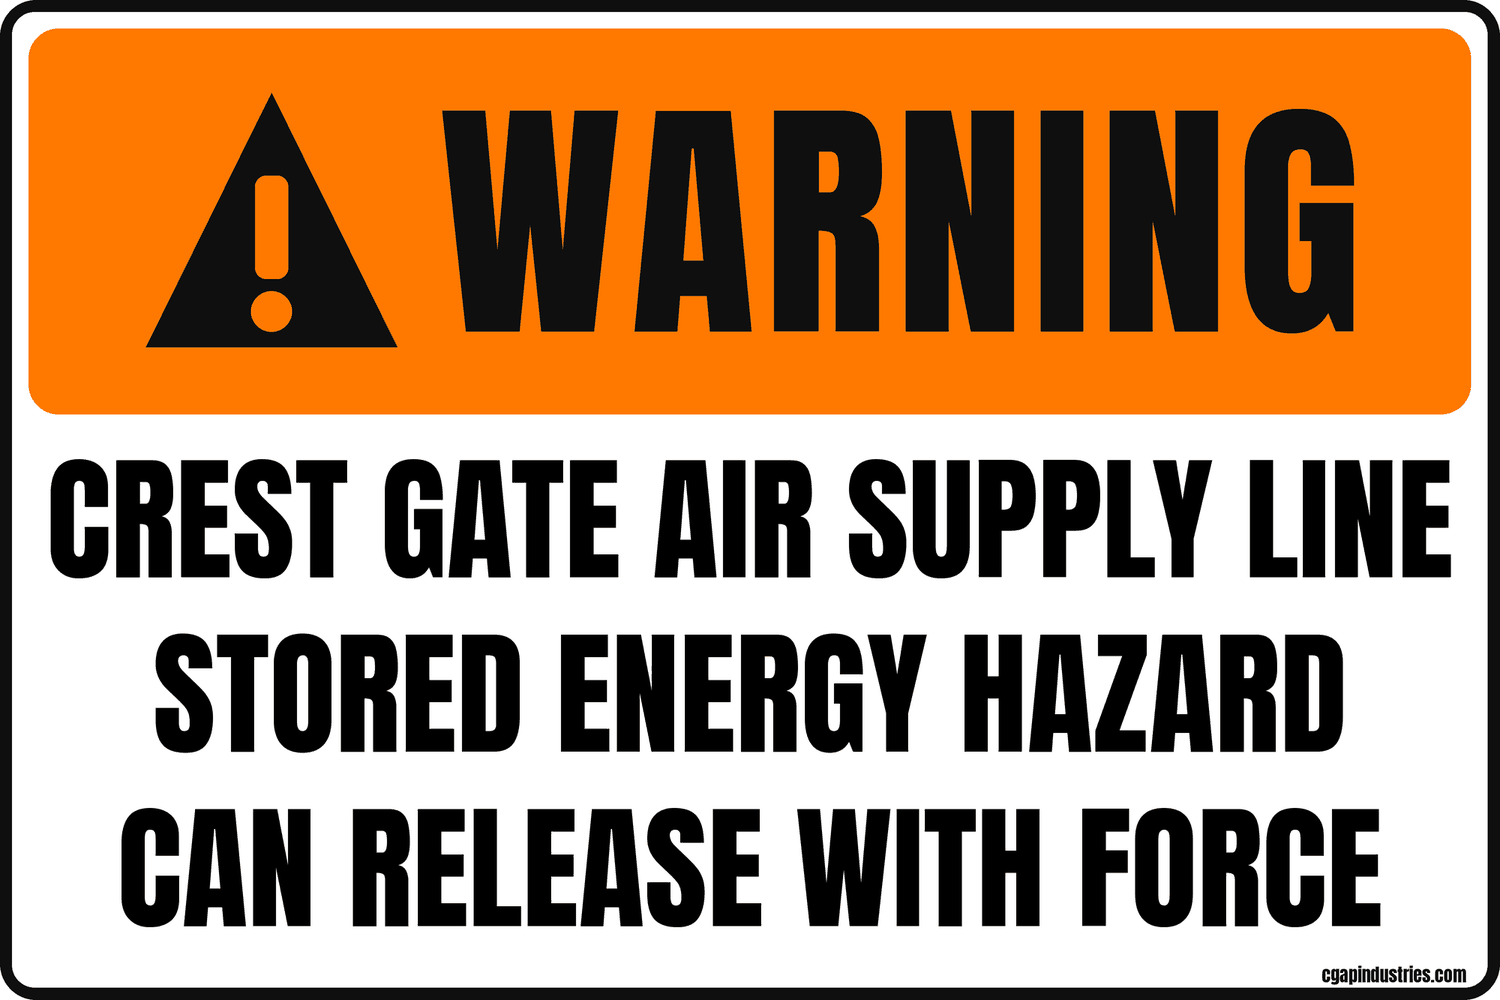 WARNING
CREST GATE AIR SUPPLY LINE
STORED ENERGY HAZARD
CAN RELEASE WITH FORCE
cgapindustries.com